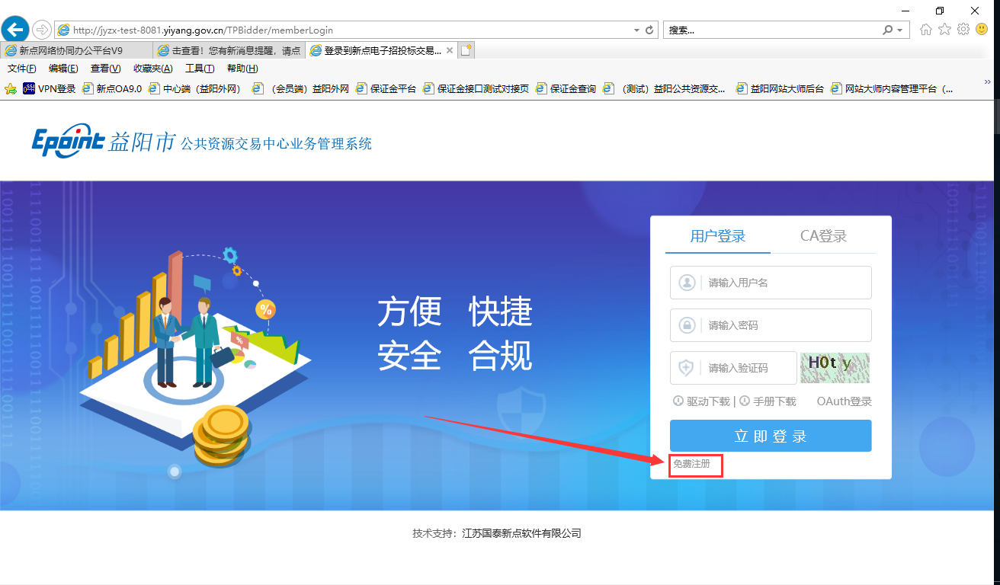 http://jyzx-test-8081.yiyang.gov.cn/TPBidder/memberLogin
搜索...
新点网络协同办公平台V9
击查看！您有新消息提醒，请点
登录到新点电子招投标交易...
文件(F) 编辑(E) 查看(V) 收藏夹(A) 工具(T) 帮助(H)
VPN登录 新点OA9.0 中心端（益阳外网） （会员端）益阳外网 保证金平台 保证金接口测试对接页 保证金查询 （测试）益阳公共资源交... 益阳网站大师后台 网站大师内容管理平台（... »
Epoint 益阳市 公共资源交易中心业务管理系统
用户登录 CA登录
请输入用户名
请输入密码
请输入验证码 H0ty
驱动下载 | 手册下载 OAuth登录
立即登录
免费注册
方便 快捷
安全 合规
%
%
技术支持：江苏国泰新点软件有限公司